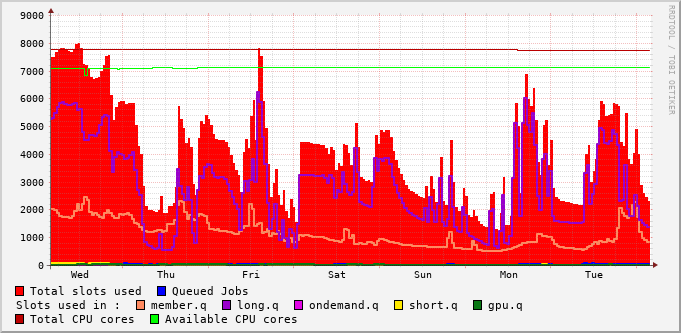 RRDTOOL / TOBI OETIKER
9000
8000
7000
6000
5000
4000
3000
2000
1000
0
Wed Thu Fri Sat Sun Mon Tue
Total slots used Queued Jobs
Slots used in : member.q long.q ondemand.q short.q gpu.q
Total CPU cores Available CPU cores